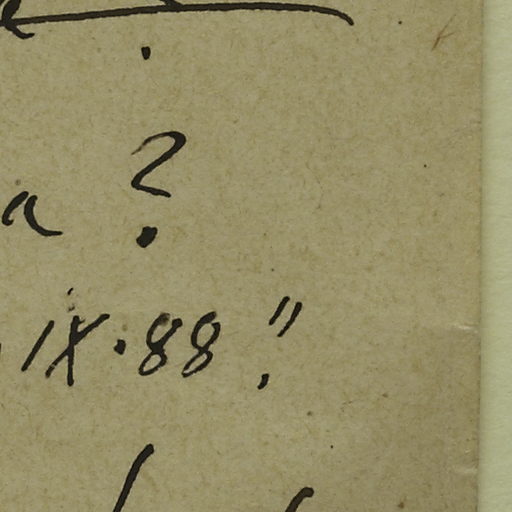 a ?
. IX . 88 ".